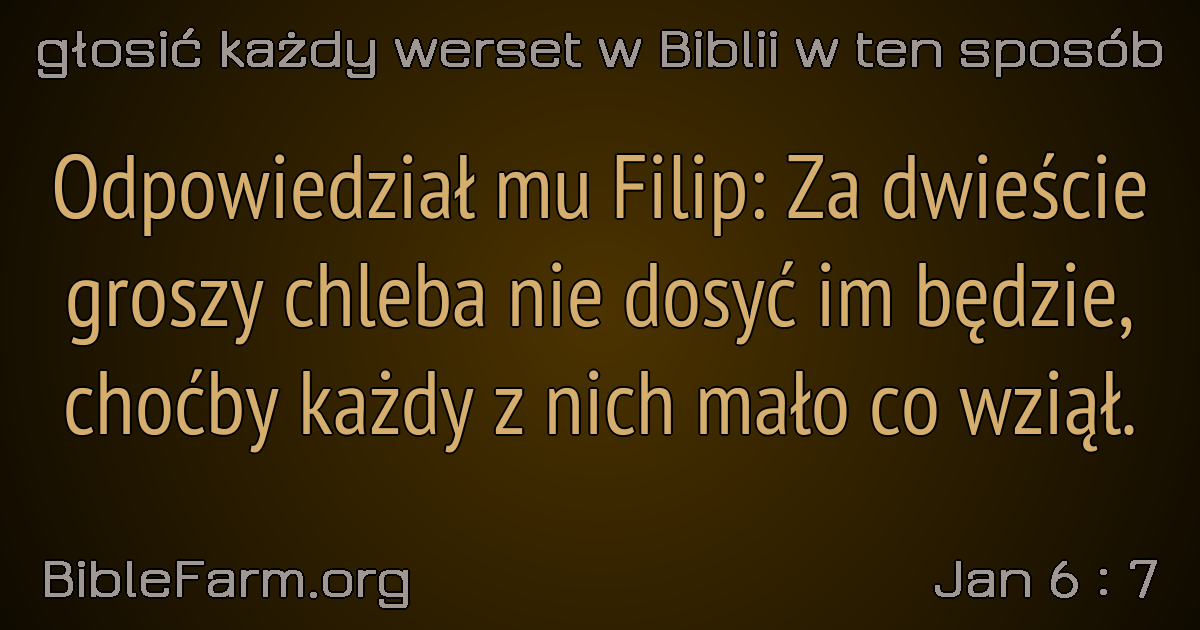 głosić każdy werset w Biblii w ten sposób
Odpowiedział mu Filip: Za dwieście
groszy chleba nie dosyć im będzie,
choćby każdy z nich mało co wziął.
BibleFarm.org
Jan 6 : 7